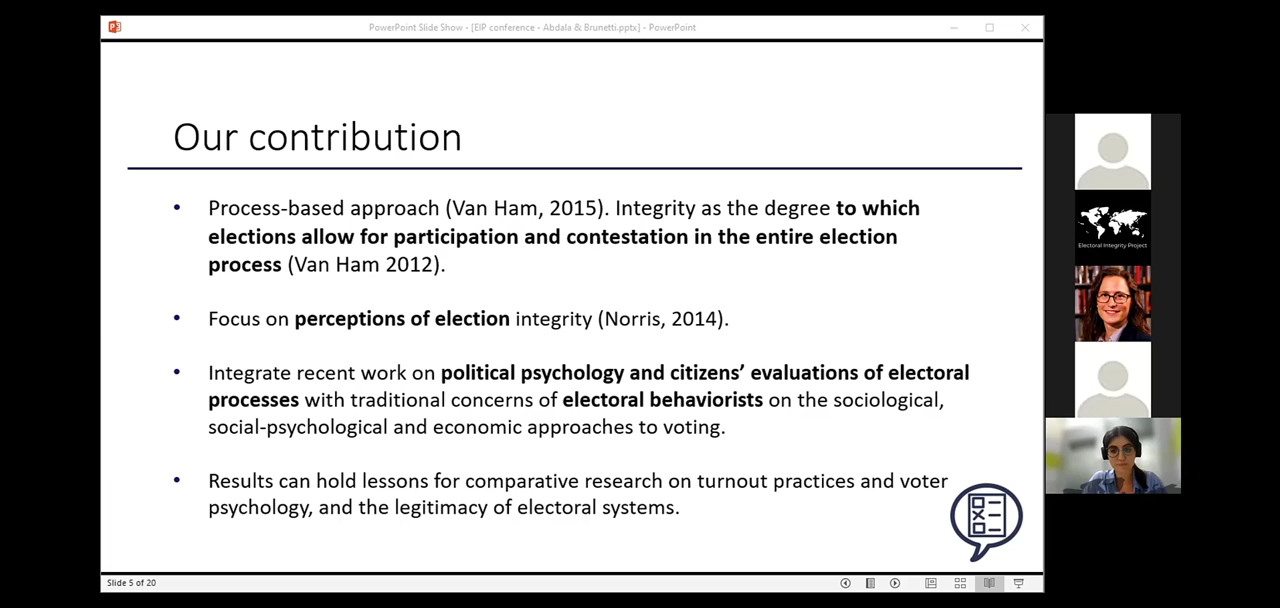 PowerPoint Slide Show - [EIP conference - Abdala & Brunetti.pptx] - PowerPoint
Our contribution
• Process-based approach (Van Ham, 2015). Integrity as the degree to which
elections allow for participation and contestation in the entire election
process (Van Ham 2012).
• Focus on perceptions of election integrity (Norris, 2014).
• Integrate recent work on political psychology and citizens’ evaluations of electoral
processes with traditional concerns of electoral behaviorists on the sociological,
social-psychological and economic approaches to voting.
• Results can hold lessons for comparative research on turnout practices and voter
psychology, and the legitimacy of electoral systems.
Slide 5 of 20
Electoral Integrity Project